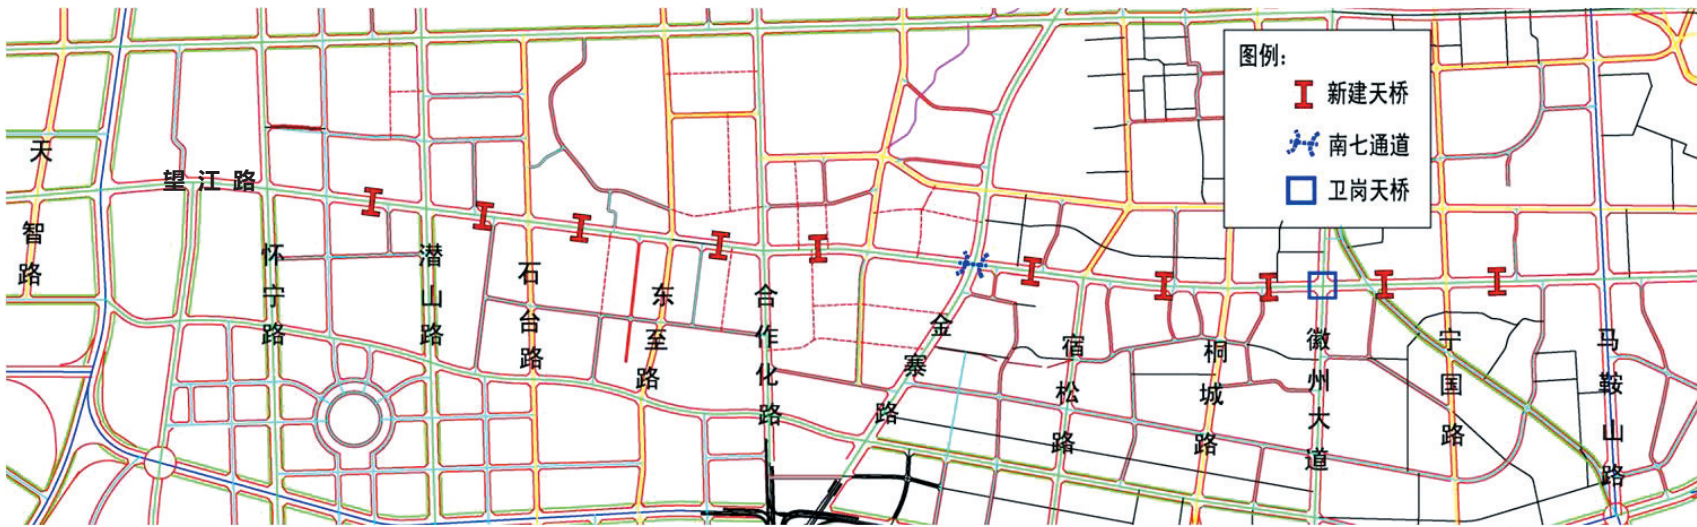 图例：
新建天桥
南七通道
卫岗天桥
望江路
天智路
怀宁路
潜山路
石台路
东至路
合作化路
金寨路
宿松路
桐城路
徽州大道
宁国路
马鞍山路